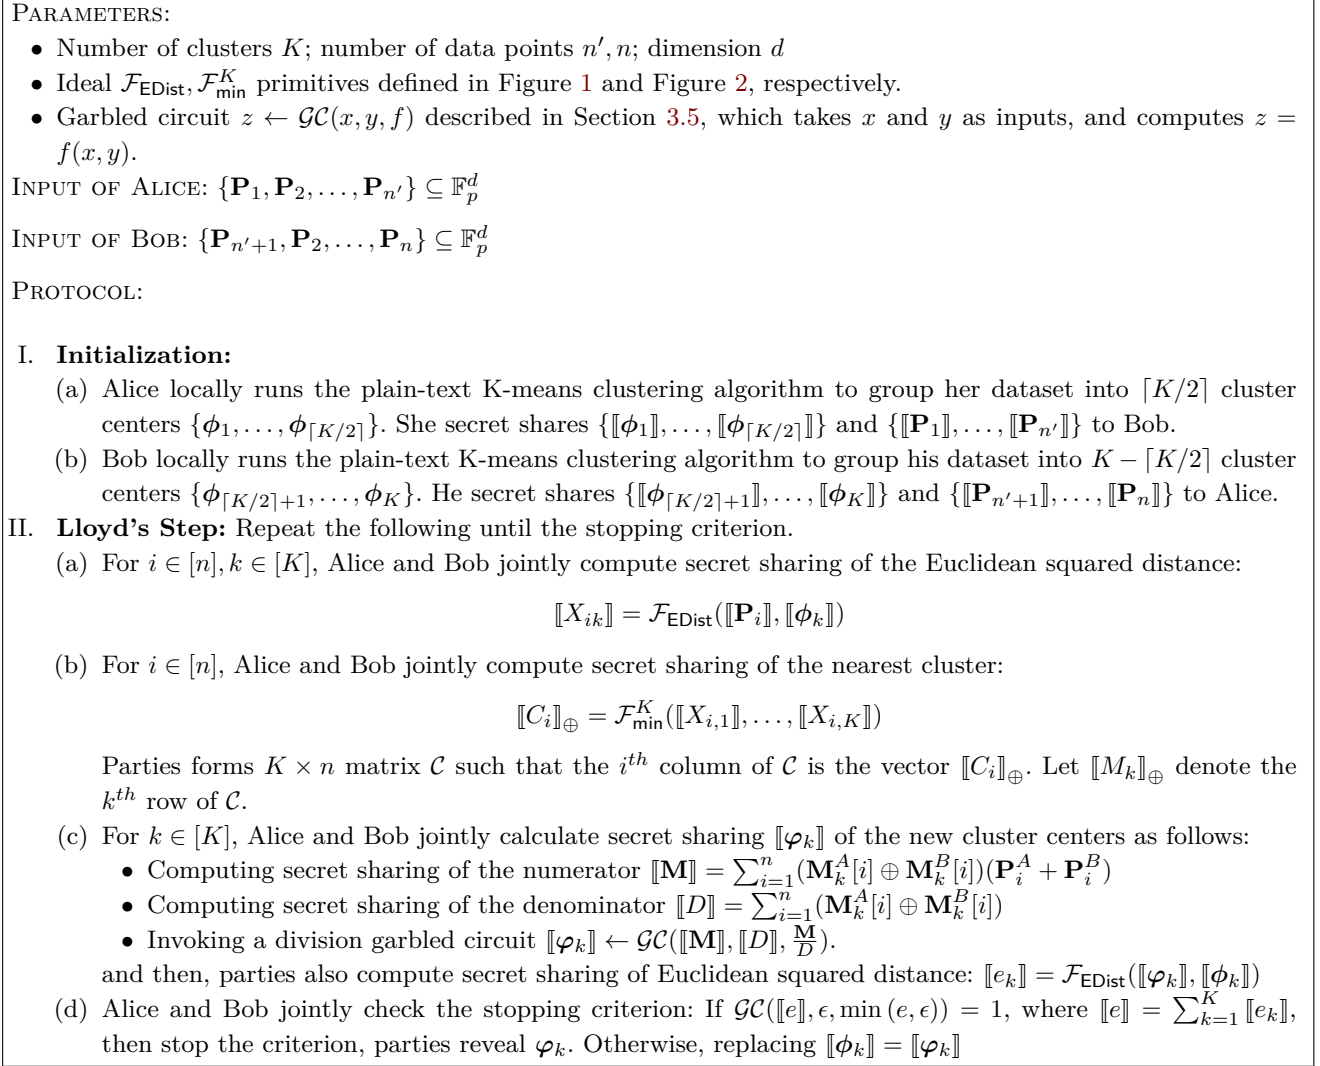 PARAMETERS:
• Number of clusters K; number of data points n′, n; dimension d
• Ideal 𝓕_EDist, 𝓕^K_min primitives defined in Figure 1 and Figure 2, respectively.
• Garbled circuit z ← 𝒢𝒞(x, y, f) described in Section 3.5, which takes x and y as inputs, and computes z =
f(x, y).
INPUT OF ALICE: {𝐏_1, 𝐏_2, . . . , 𝐏_{n′}} ⊆ 𝔽^d_p
INPUT OF BOB: {𝐏_{n′+1}, 𝐏_2, . . . , 𝐏_n} ⊆ 𝔽^d_p
PROTOCOL:
I. Initialization:
(a) Alice locally runs the plain-text K-means clustering algorithm to group her dataset into ⌈K/2⌉ cluster
centers {ϕ_1, . . . , ϕ_{⌈K/2⌉}}. She secret shares {⟦ϕ_1⟧, . . . , ⟦ϕ_{⌈K/2⌉}⟧} and {⟦𝐏_1⟧, . . . , ⟦𝐏_{n′}⟧} to Bob.
(b) Bob locally runs the plain-text K-means clustering algorithm to group his dataset into K − ⌈K/2⌉ cluster
centers {ϕ_{⌈K/2⌉+1}, . . . , ϕ_K}. He secret shares {⟦ϕ_{⌈K/2⌉+1}⟧, . . . , ⟦ϕ_K⟧} and {⟦𝐏_{n′+1}⟧, . . . , ⟦𝐏_n⟧} to Alice.
II. Lloyd's Step: Repeat the following until the stopping criterion.
(a) For i ∈ [n], k ∈ [K], Alice and Bob jointly compute secret sharing of the Euclidean squared distance:
⟦X_{ik}⟧ = 𝓕_EDist(⟦𝐏_i⟧, ⟦ϕ_k⟧)
(b) For i ∈ [n], Alice and Bob jointly compute secret sharing of the nearest cluster:
⟦C_i⟧_⊕ = 𝓕^K_min(⟦X_{i,1}⟧, . . . , ⟦X_{i,K}⟧)
Parties forms K × n matrix 𝒞 such that the i^{th} column of 𝒞 is the vector ⟦C_i⟧_⊕. Let ⟦M_k⟧_⊕ denote the
k^{th} row of 𝒞.
(c) For k ∈ [K], Alice and Bob jointly calculate secret sharing ⟦φ_k⟧ of the new cluster centers as follows:
• Computing secret sharing of the numerator ⟦𝐌⟧ = ∑^n_{i=1}(𝐌^A_k[i] ⊕ 𝐌^B_k[i])(𝐏^A_i + 𝐏^B_i)
• Computing secret sharing of the denominator ⟦D⟧ = ∑^n_{i=1}(𝐌^A_k[i] ⊕ 𝐌^B_k[i])
• Invoking a division garbled circuit ⟦φ_k⟧ ← 𝒢𝒞(⟦𝐌⟧, ⟦D⟧, 𝐌/D).
and then, parties also compute secret sharing of Euclidean squared distance: ⟦e_k⟧ = 𝓕_EDist(⟦φ_k⟧, ⟦ϕ_k⟧)
(d) Alice and Bob jointly check the stopping criterion: If 𝒢𝒞(⟦e⟧, ϵ, min (e, ϵ)) = 1, where ⟦e⟧ = ∑^K_{k=1} ⟦e_k⟧,
then stop the criterion, parties reveal φ_k. Otherwise, replacing ⟦ϕ_k⟧ = ⟦φ_k⟧